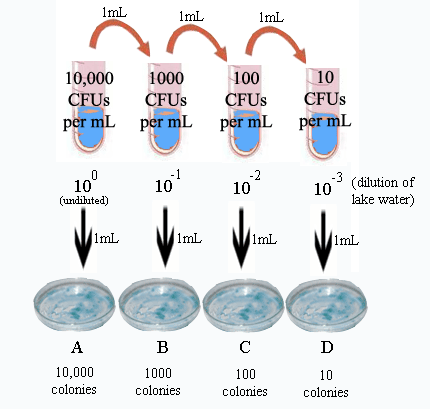 1mL 1mL 1mL
10,000 CFUs per mL
1000 CFUs per mL
100 CFUs per mL
10 CFUs per mL
10^0 10^-1 10^-2 10^-3 (dilution of
(undiluted) lake water)
1mL 1mL 1mL 1mL
A B C D
10,000 colonies
1000 colonies
100 colonies
10 colonies